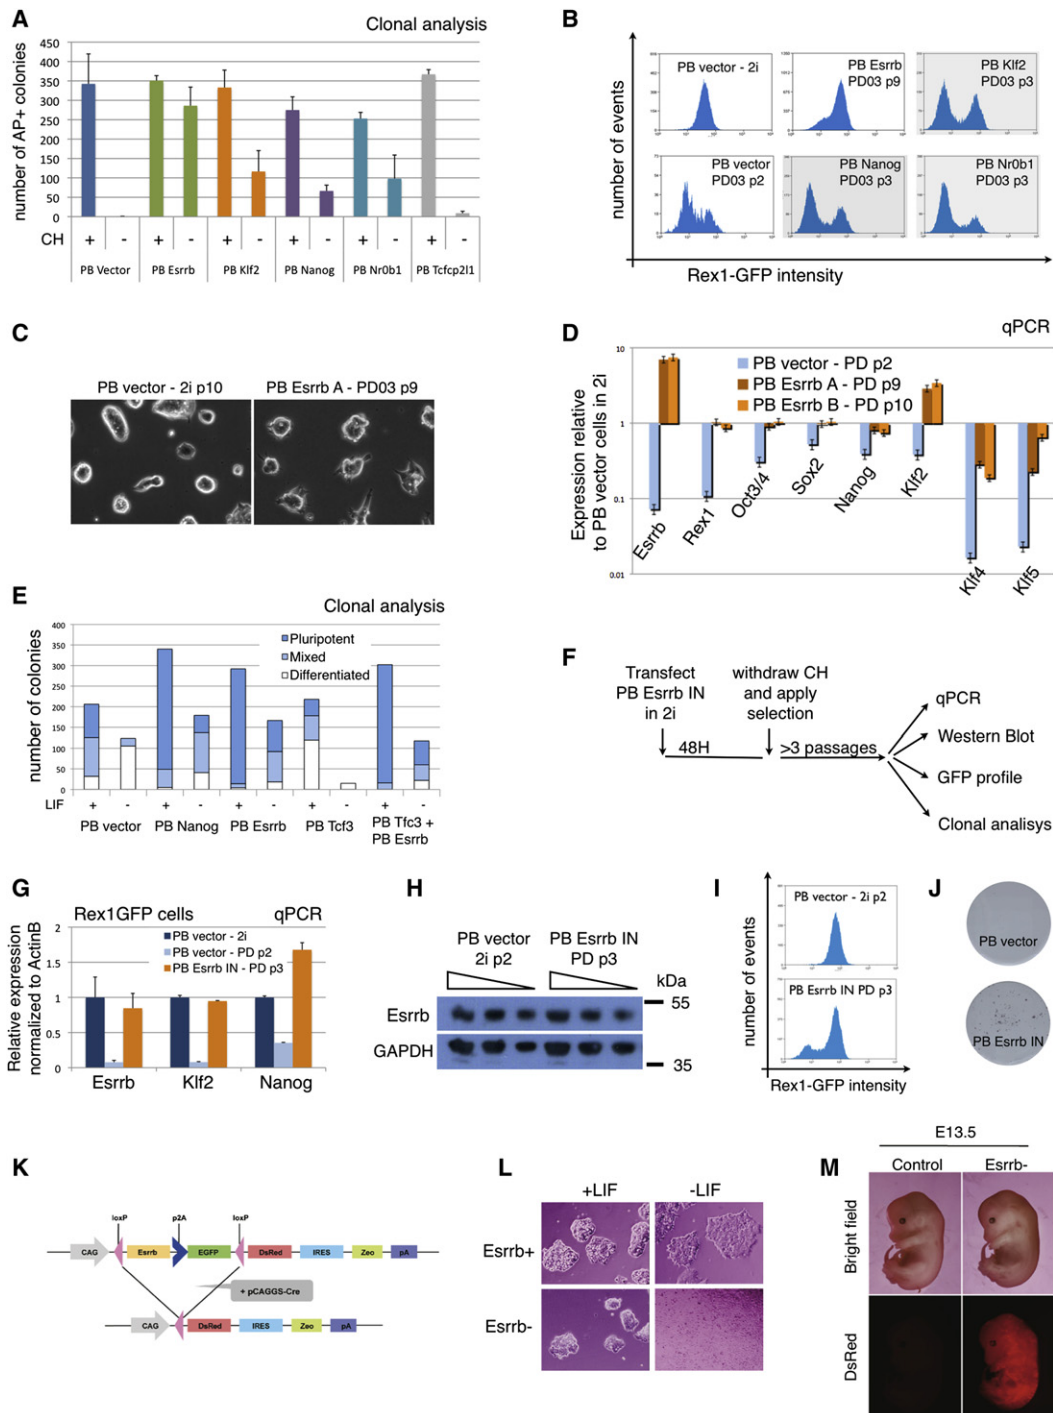 A
Clonal analysis
number of AP+ colonies
450
400
350
300
250
200
150
100
50
0
CH + - + - + - + - + - + -
PB Vector PB Esrrb PB Klf2 PB Nanog PB Nr0b1 PB Tcfcp2l1
B
number of events
PB vector - 2i
PB Esrrb
PD03 p9
PB Klf2
PD03 p3
PB vector
PD03 p2
PB Nanog
PD03 p3
PB Nr0b1
PD03 p3
Rex1-GFP intensity
C
PB vector - 2i p10
PB Esrrb A - PD03 p9
D
qPCR
Expression relative
to PB vector cells in 2i
10
1
0.1
0.01
PB vector - PD p2
PB Esrrb A - PD p9
PB Esrrb B - PD p10
Esrrb Rex1 Oct3/4 Sox2 Nanog Klf2 Klf4 Klf5
E
Clonal analysis
number of colonies
400
350
300
250
200
150
100
50
0
Pluripotent
Mixed
Differentiated
LIF + - + - + - + - + -
PB vector PB Nanog PB Esrrb PB Tcf3 PB Tfc3 +
PB Esrrb
F
Transfect
PB Esrrb IN
in 2i
withdraw CH
and apply
selection
48H
>3 passages
qPCR
Western Blot
GFP profile
Clonal analisys
G
Rex1GFP cells
qPCR
Relative expression
normalized to ActinB
2
1.5
1
0.5
0
PB vector - 2i
PB vector - PD p2
PB Esrrb IN - PD p3
Esrrb Klf2 Nanog
H
PB vector
2i p2
PB Esrrb IN
PD p3
kDa
Esrrb
55
GAPDH
35
I
number of events
PB vector - 2i p2
PB Esrrb IN PD p3
Rex1-GFP intensity
J
PB vector
PB Esrrb IN
K
loxP p2A loxP
CAG Esrrb EGFP DsRed IRES Zeo pA
+ pCAGGS-Cre
CAG DsRed IRES Zeo pA
L
+LIF -LIF
Esrrb+
Esrrb-
M
E13.5
Control Esrrb-
Bright field
DsRed